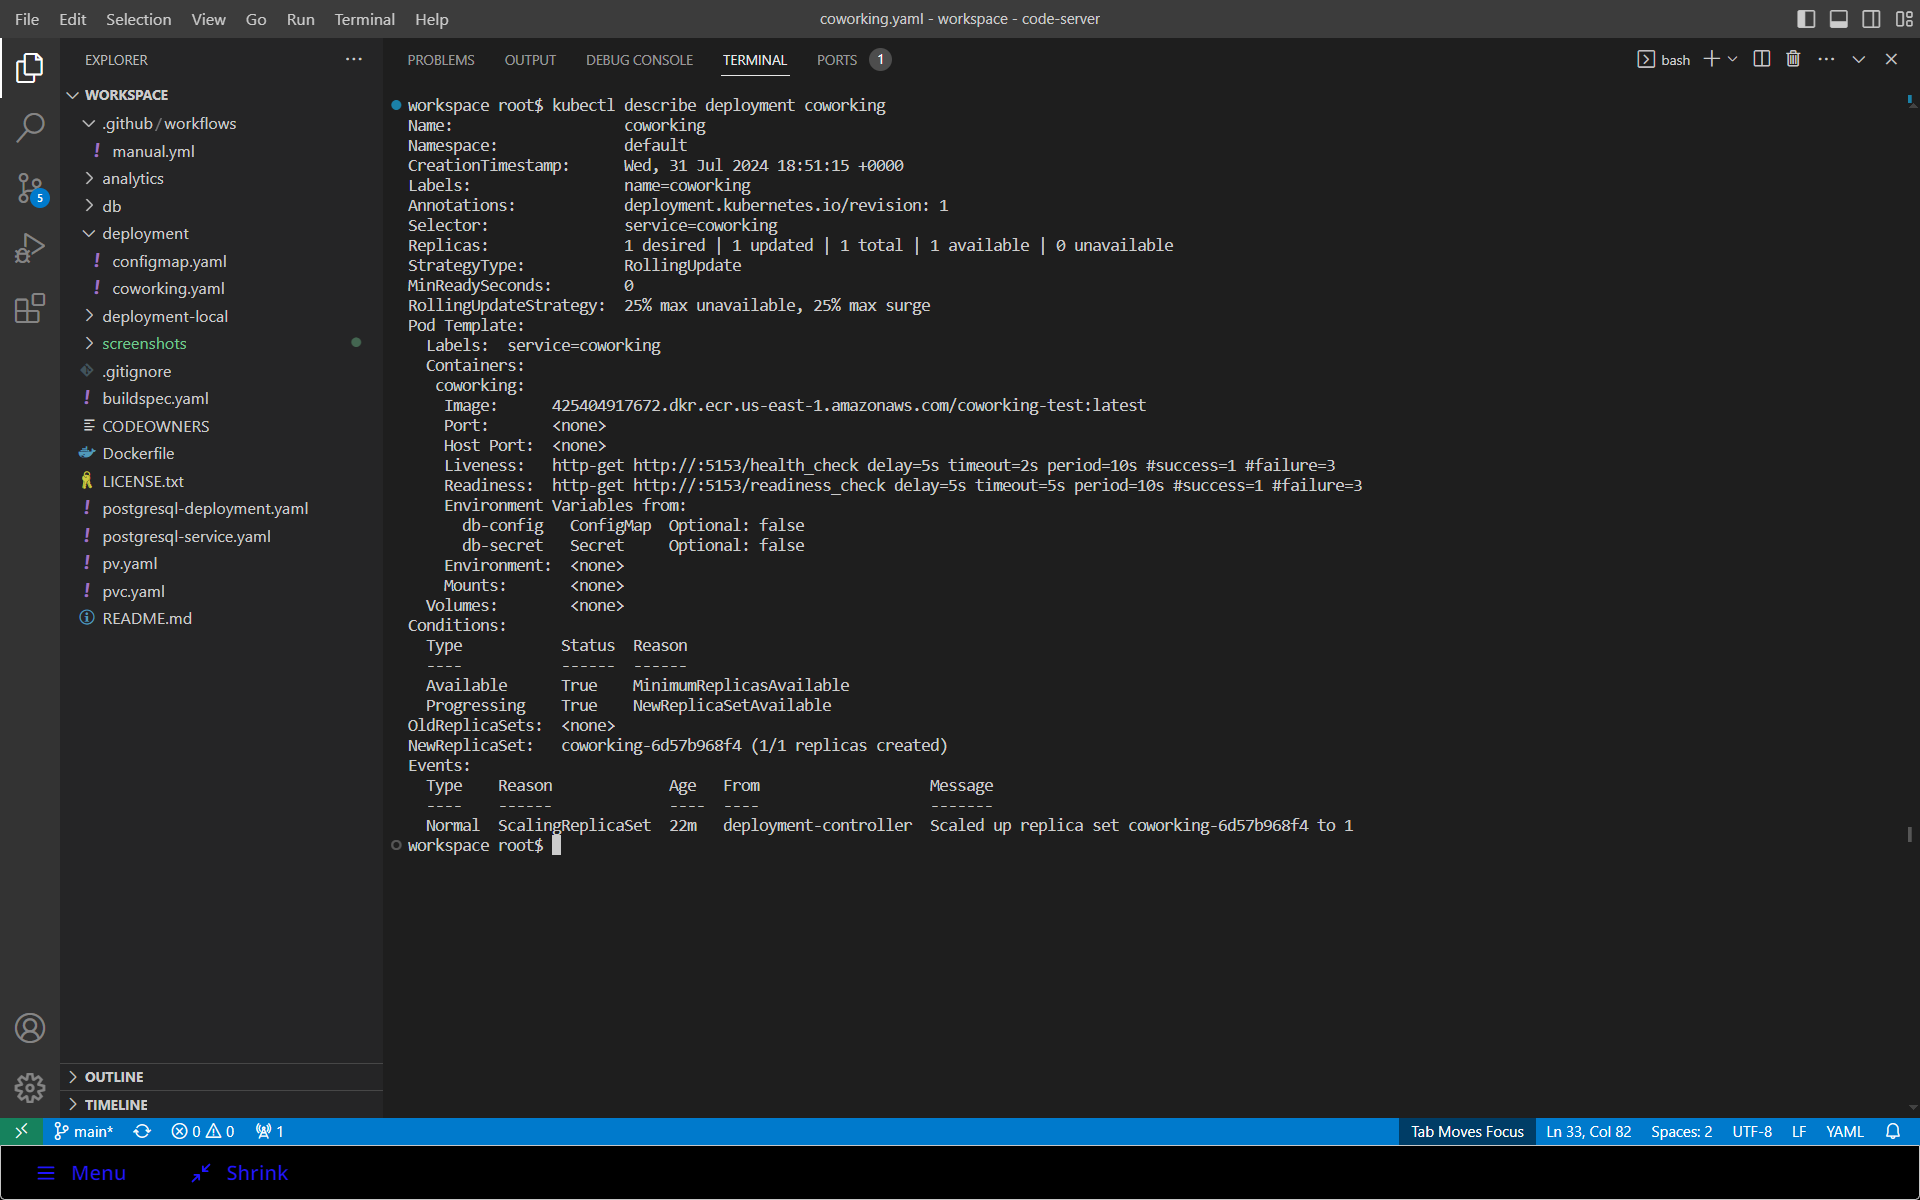 File Edit Selection View Go Run Terminal Help
coworking.yaml - workspace - code-server
EXPLORER
WORKSPACE
.github/workflows
manual.yml
analytics
db
deployment
configmap.yaml
coworking.yaml
deployment-local
screenshots
.gitignore
buildspec.yaml
CODEOWNERS
Dockerfile
LICENSE.txt
postgresql-deployment.yaml
postgresql-service.yaml
pv.yaml
pvc.yaml
README.md
OUTLINE
TIMELINE
5
PROBLEMS OUTPUT DEBUG CONSOLE TERMINAL PORTS 1
bash
workspace root$ kubectl describe deployment coworking
Name: coworking
Namespace: default
CreationTimestamp: Wed, 31 Jul 2024 18:51:15 +0000
Labels: name=coworking
Annotations: deployment.kubernetes.io/revision: 1
Selector: service=coworking
Replicas: 1 desired | 1 updated | 1 total | 1 available | 0 unavailable
StrategyType: RollingUpdate
MinReadySeconds: 0
RollingUpdateStrategy: 25% max unavailable, 25% max surge
Pod Template:
Labels: service=coworking
Containers:
coworking:
Image: 425404917672.dkr.ecr.us-east-1.amazonaws.com/coworking-test:latest
Port: <none>
Host Port: <none>
Liveness: http-get http://:5153/health_check delay=5s timeout=2s period=10s #success=1 #failure=3
Readiness: http-get http://:5153/readiness_check delay=5s timeout=5s period=10s #success=1 #failure=3
Environment Variables from:
db-config ConfigMap Optional: false
db-secret Secret Optional: false
Environment: <none>
Mounts: <none>
Volumes: <none>
Conditions:
Type Status Reason
---- ------ ------
Available True MinimumReplicasAvailable
Progressing True NewReplicaSetAvailable
OldReplicaSets: <none>
NewReplicaSet: coworking-6d57b968f4 (1/1 replicas created)
Events:
Type Reason Age From Message
---- ------ ---- ---- -------
Normal ScalingReplicaSet 22m deployment-controller Scaled up replica set coworking-6d57b968f4 to 1
workspace root$
main* 0 0 1
Tab Moves Focus Ln 33, Col 82 Spaces: 2 UTF-8 LF YAML
Menu Shrink